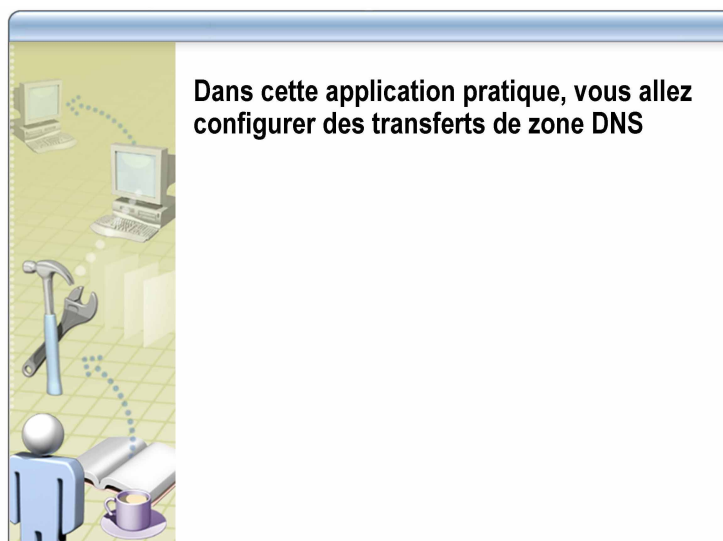 Dans cette application pratique, vous allez
configurer des transferts de zone DNS